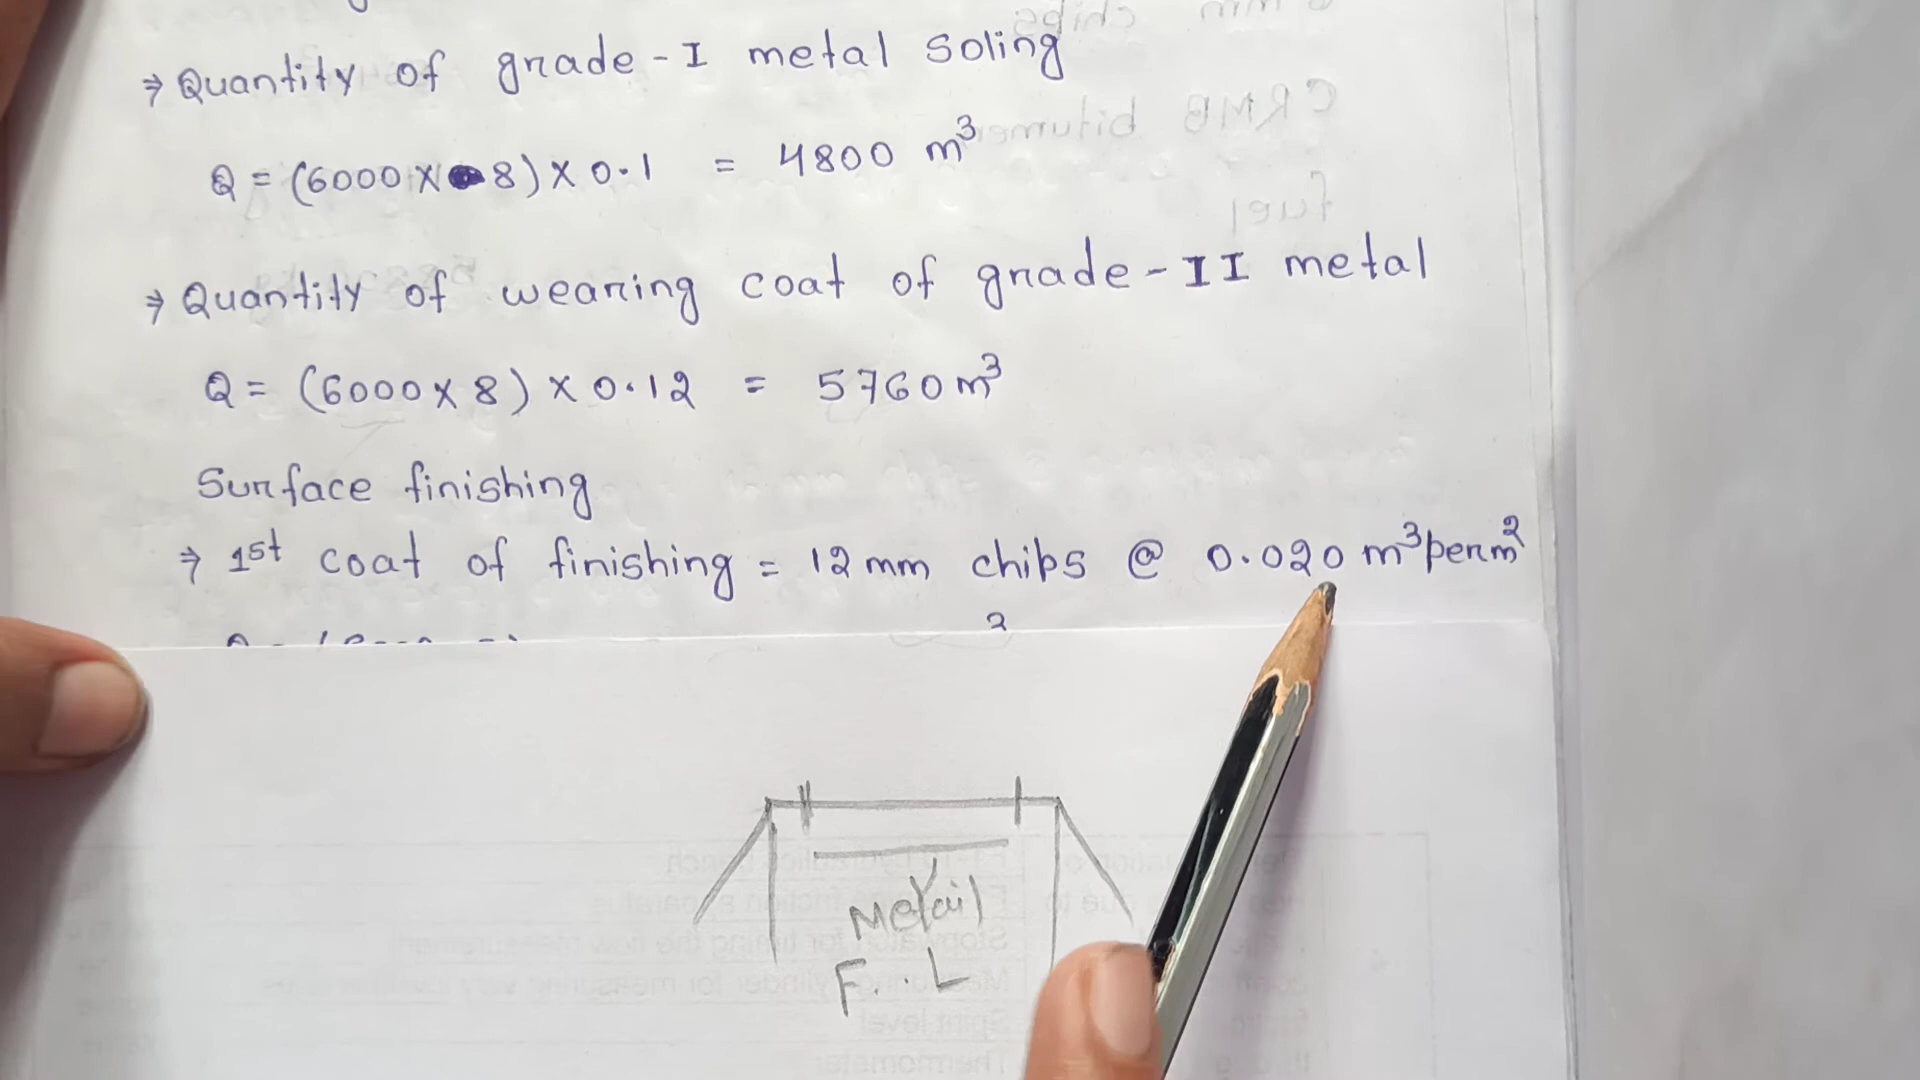 ⇒ Quantity of grade-I metal soling
Q = (6000 × 8) × 0.1 = 4800 m³
⇒ Quantity of wearing coat of grade-II metal
Q = (6000 × 8) × 0.12 = 5760 m³
Surface finishing
⇒ 1st coat of finishing = 12 mm chips @ 0.020 m³ per m²
2
Metail
F...L